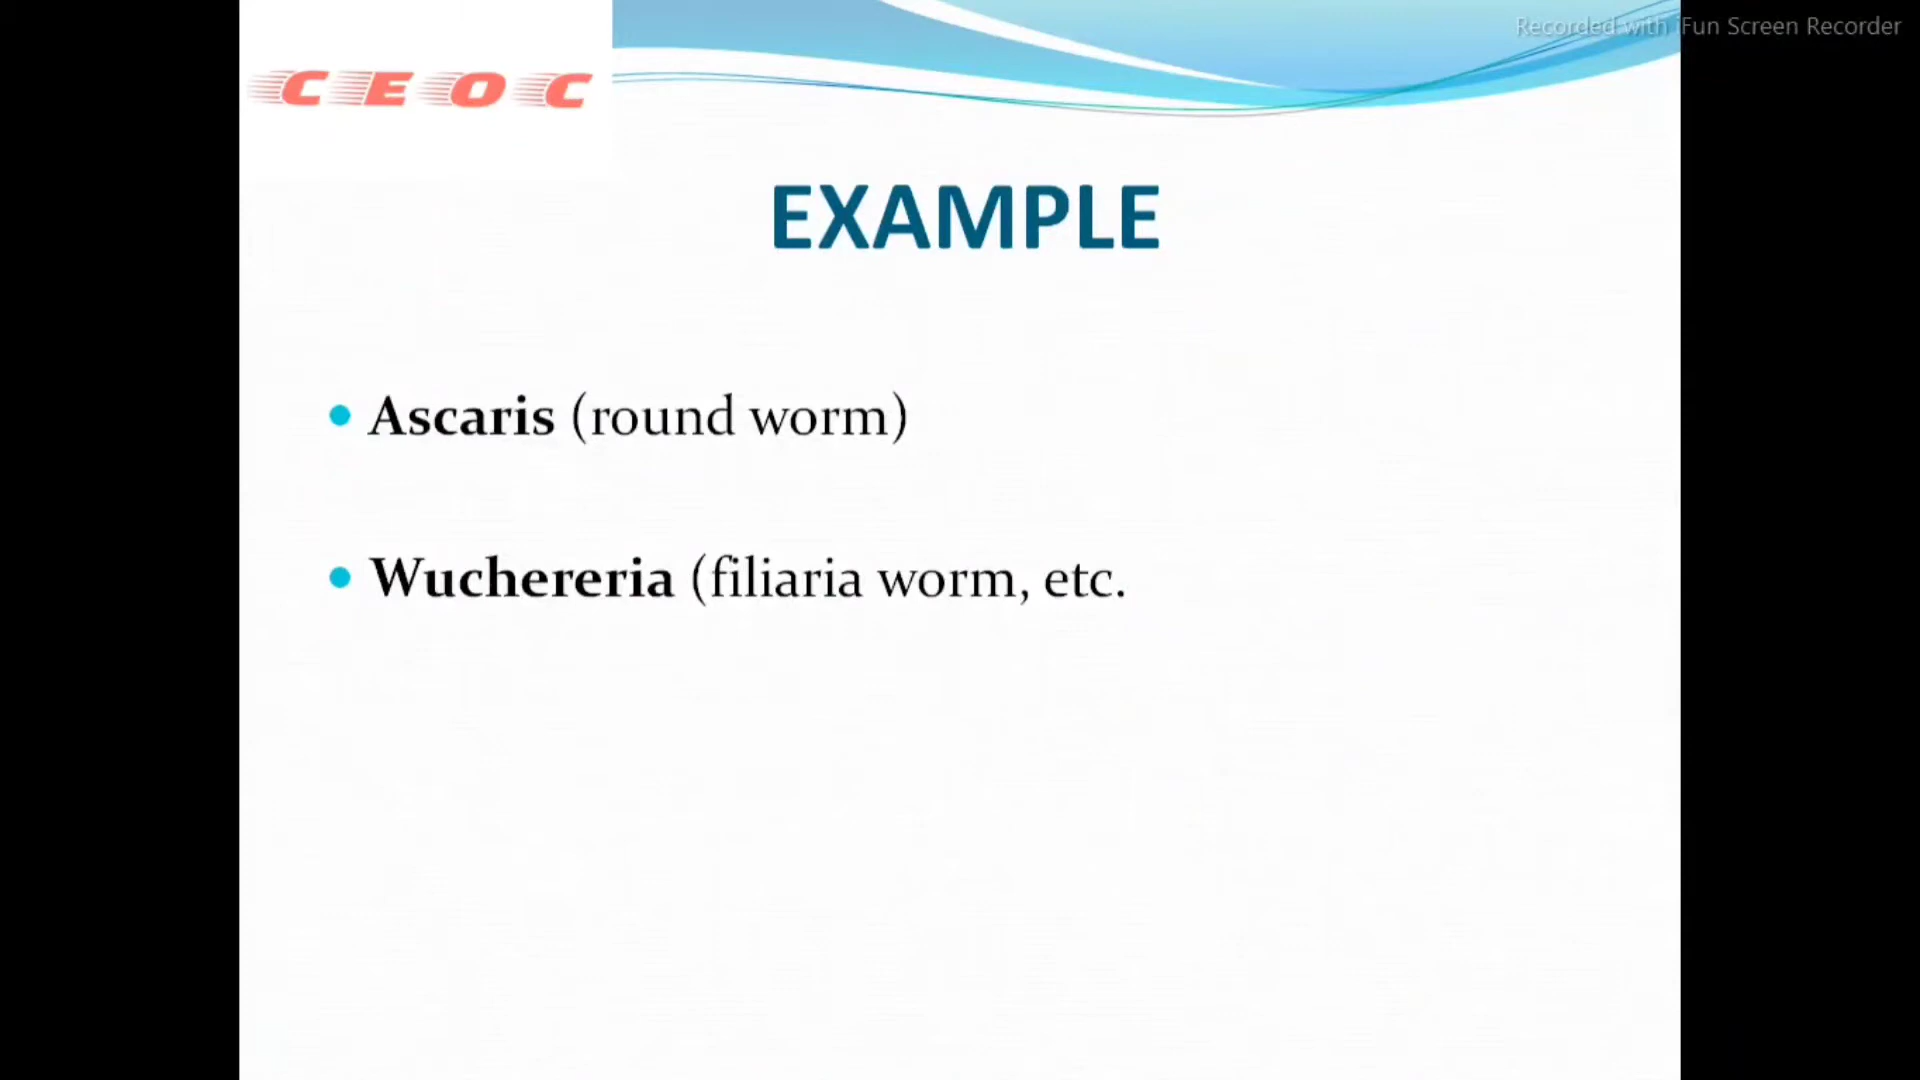 Recorded with iFun Screen Recorder
CEOC
EXAMPLE
Ascaris (round worm)
Wuchereria (filiaria worm, etc.